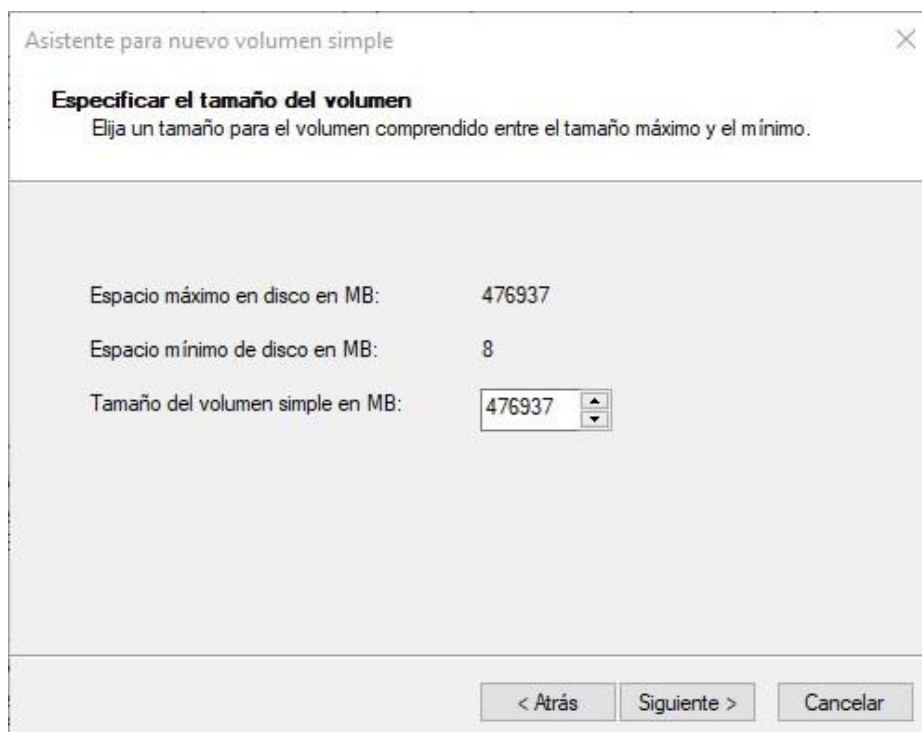 Asistente para nuevo volumen simple
Especificar el tamaño del volumen
Elija un tamaño para el volumen comprendido entre el tamaño máximo y el mínimo.
Espacio máximo en disco en MB: 476937
Espacio mínimo de disco en MB: 8
Tamaño del volumen simple en MB: 476937
< Atrás Siguiente > Cancelar